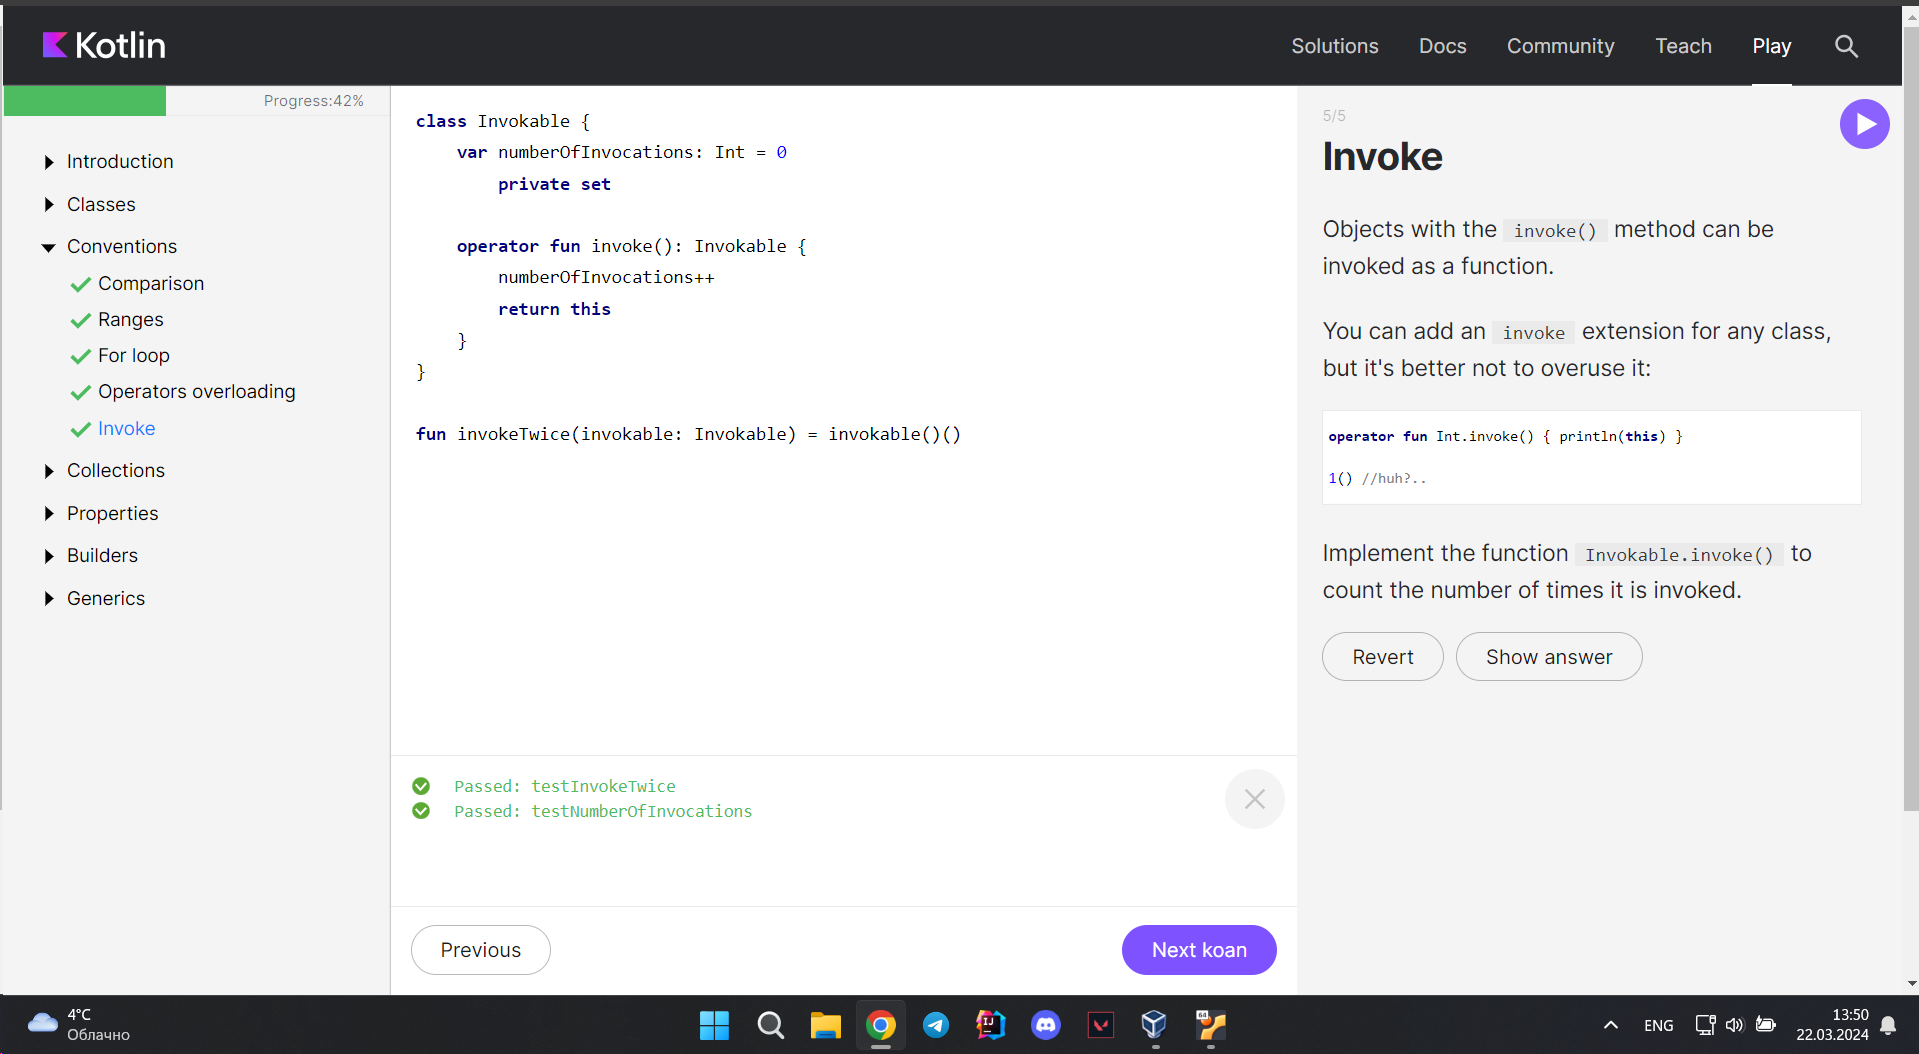 Kotlin
Solutions Docs Community Teach Play
Progress:42%
Introduction
Classes
Conventions
Comparison
Ranges
For loop
Operators overloading
Invoke
Collections
Properties
Builders
Generics
class Invokable {
    var numberOfInvocations: Int = 0
        private set
    operator fun invoke(): Invokable {
        numberOfInvocations++
        return this
    }
}
fun invokeTwice(invokable: Invokable) = invokable()()
Passed: testInvokeTwice
Passed: testNumberOfInvocations
Previous
Next koan
5/5
Invoke
Objects with the invoke() method can be
invoked as a function.
You can add an invoke extension for any class,
but it's better not to overuse it:
operator fun Int.invoke() { println(this) }
1() //huh?..
Implement the function Invokable.invoke() to
count the number of times it is invoked.
Revert
Show answer
4°C
Облачно
IJ
64
ENG
13:50
22.03.2024